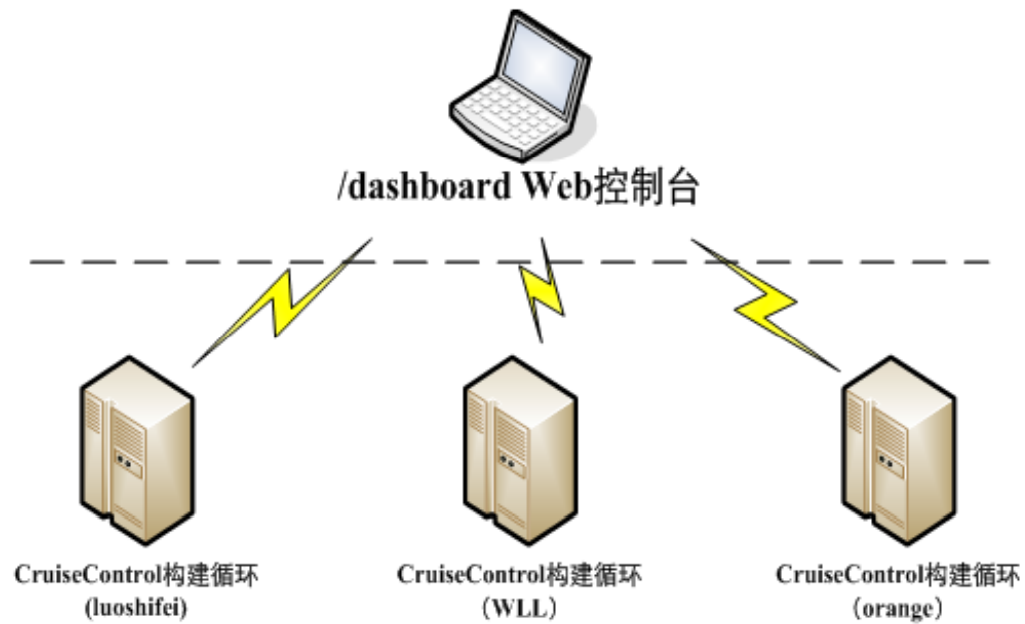 /dashboard Web控制台
CruiseControl构建循环
(luoshifei)
CruiseControl构建循环
（WLL）
CruiseControl构建循环
（orange）